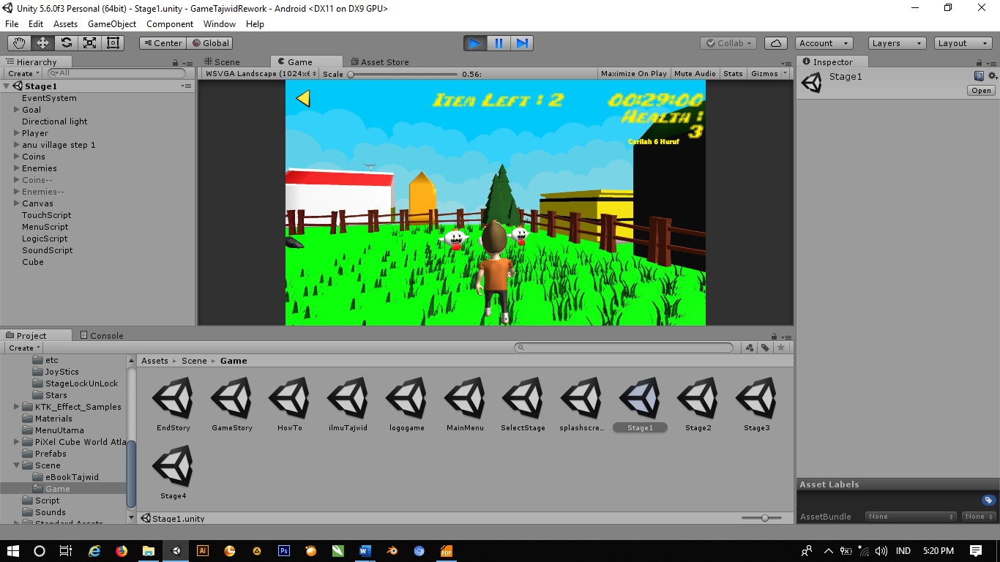 Unity 5.6.0f3 Personal (64bit) - Stage1.unity - GameTajwidRework - Android <DX11 on DX9 GPU>
File Edit Assets GameObject Component Window Help
Center Global Collab Account Layers Layout
Hierarchy
Create All
Stage1
EventSystem
Goal
Directional light
Player
anu village step 1
Coins
Enemies
Coins--
Enemies--
Canvas
TouchScript
MenuScript
LogicScript
SoundScript
Cube
Scene Game Asset Store
WSVGA Landscape (1024x6 Scale 0.56: Maximize On Play Mute Audio Stats Gizmos
Item Left : 2
00:29:00
Health :
3
Carilah 6 Huruf
Inspector
Stage1
Open
Project Console
Create
etc
JoyStics
StageLockUnLock
Stars
KTK_Effect_Samples
Materials
MenuUtama
PiXel Cube World Atla
Prefabs
Scene
eBookTajwid
Game
Script
Sounds
Standard Assets
Assets Scene Game
EndStory GameStory HowTo ilmuTajwid logogame MainMenu SelectStage splashscre... Stage1 Stage2 Stage3
Stage4
Stage1.unity
Asset Labels
AssetBundle None None
Ai Ps W PDF
IND 5:20 PM